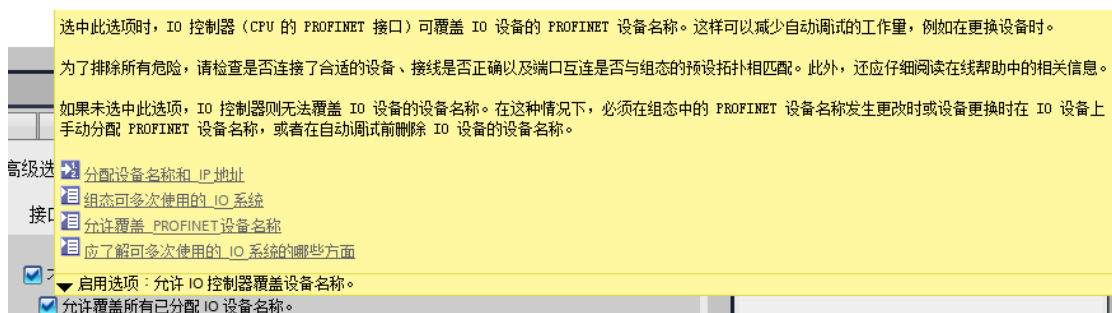 选中此选项时，IO 控制器（CPU 的 PROFINET 接口）可覆盖 IO 设备的 PROFINET 设备名称。这样可以减少自动调试的工作量，例如在更换设备时。
为了排除所有危险，请检查是否连接了合适的设备、接线是否正确以及端口互连是否与组态的预设拓扑相匹配。此外，还应仔细阅读在线帮助中的相关信息。
如果未选中此选项，IO 控制器则无法覆盖 IO 设备的设备名称。在这种情况下，必须在组态中的 PROFINET 设备名称发生更改时或设备更换时在 IO 设备上
手动分配 PROFINET 设备名称，或者在自动调试前删除 IO 设备的设备名称。
高级选
分配设备名称和 IP 地址
组态可多次使用的 IO 系统
接口
允许覆盖 PROFINET 设备名称
应了解可多次使用的 IO 系统的哪些方面
启用选项：允许 IO 控制器覆盖设备名称。
允许覆盖所有已分配 IO 设备名称。